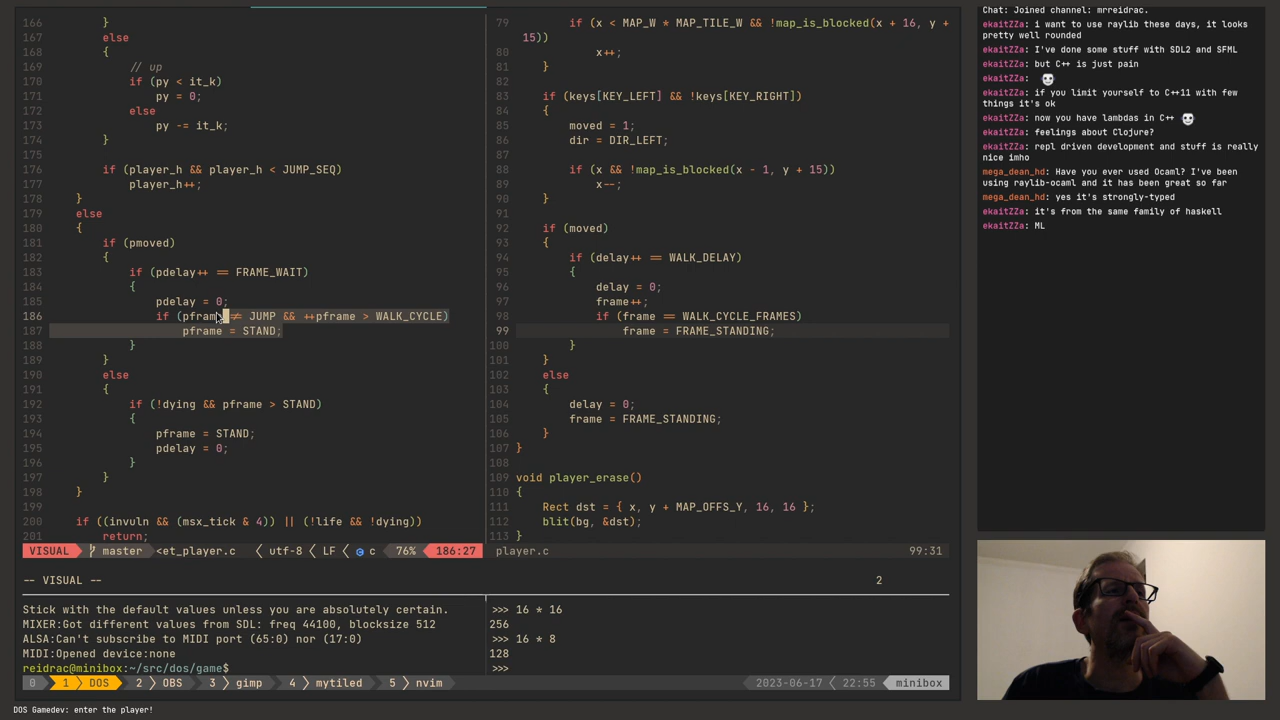 166         }
167         else
168         {
169             // up
170             if (py < it_k)
171                 py = 0;
172             else
173                 py -= it_k;
174         }
175
176         if (player_h && player_h < JUMP_SEQ)
177             player_h++;
178     }
179     else
180     {
181         if (pmoved)
182         {
183             if (pdelay++ == FRAME_WAIT)
184             {
185                 pdelay = 0;
186                 if (pframe != JUMP && ++pframe > WALK_CYCLE)
187                     pframe = STAND;
188             }
189         }
190         else
191         {
192             if (!dying && pframe > STAND)
193             {
194                 pframe = STAND;
195                 pdelay = 0;
196             }
197         }
198     }
199
200     if ((invuln && (msx_tick & 4)) || (!life && !dying))
201         return;
VISUAL master <et_player.c utf-8 LF c 76% 186:27
79         if (x < MAP_W * MAP_TILE_W && !map_is_blocked(x + 16, y +
15))
80             x++;
81     }
82
83     if (keys[KEY_LEFT] && !keys[KEY_RIGHT])
84     {
85         moved = 1;
86         dir = DIR_LEFT;
87
88         if (x && !map_is_blocked(x - 1, y + 15))
89             x--;
90     }
91
92     if (moved)
93     {
94         if (delay++ == WALK_DELAY)
95         {
96             delay = 0;
97             frame++;
98             if (frame == WALK_CYCLE_FRAMES)
99                 frame = FRAME_STANDING;
100         }
101     }
102     else
103     {
104         delay = 0;
105         frame = FRAME_STANDING;
106     }
107 }
108
109 void player_erase()
110 {
111     Rect dst = { x, y + MAP_OFFS_Y, 16, 16 };
112     blit(bg, &dst);
113 }
player.c 99:31
-- VISUAL -- 2
Stick with the default values unless you are absolutely certain.
MIXER:Got different values from SDL: freq 44100, blocksize 512
ALSA:Can't subscribe to MIDI port (65:0) nor (17:0)
MIDI:Opened device:none
reidrac@minibox:~/src/dos/game$
>>> 16 * 16
256
>>> 16 * 8
128
>>>
0 1 DOS 2 OBS 3 gimp 4 mytiled 5 nvim 2023-06-17 22:55 minibox
DOS Gamedev: enter the player!
Chat: Joined channel: mrreidrac.
ekaitZZa: i want to use raylib these days, it looks
pretty well rounded
ekaitZZa: I've done some stuff with SDL2 and SFML
ekaitZZa: but C++ is just pain
ekaitZZa:
ekaitZZa: if you limit yourself to C++11 with few
things it's ok
ekaitZZa: now you have lambdas in C++
ekaitZZa: feelings about Clojure?
ekaitZZa: repl driven development and stuff is really
nice imho
mega_dean_hd: Have you ever used Ocaml? I've been
using raylib-ocaml and it has been great so far
mega_dean_hd: yes it's strongly-typed
ekaitZZa: it's from the same family of haskell
ekaitZZa: ML